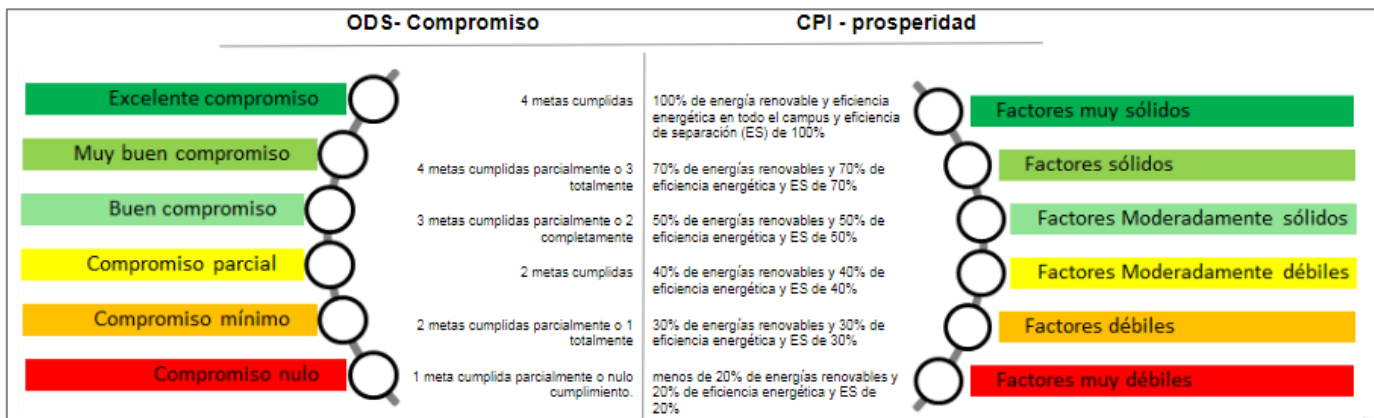 ODS- Compromiso
CPI - prosperidad
Excelente compromiso
4 metas cumplidas
100% de energía renovable y eficiencia
energética en todo el campus y eficiencia
de separación (ES) de 100%
Factores muy sólidos
Muy buen compromiso
4 metas cumplidas parcialmente o 3
totalmente
70% de energías renovables y 70% de
eficiencia energética y ES de 70%
Factores sólidos
Buen compromiso
3 metas cumplidas parcialmente o 2
completamente
50% de energías renovables y 50% de
eficiencia energética y ES de 50%
Factores Moderadamente sólidos
Compromiso parcial
2 metas cumplidas
40% de energías renovables y 40% de
eficiencia energética y ES de 40%
Factores Moderadamente débiles
Compromiso mínimo
2 metas cumplidas parcialmente o 1
totalmente
30% de energías renovables y 30% de
eficiencia energética y ES de 30%
Factores débiles
Compromiso nulo
1 meta cumplida parcialmente o nulo
cumplimiento.
menos de 20% de energías renovables y
20% de eficiencia energética y ES de
20%
Factores muy débiles